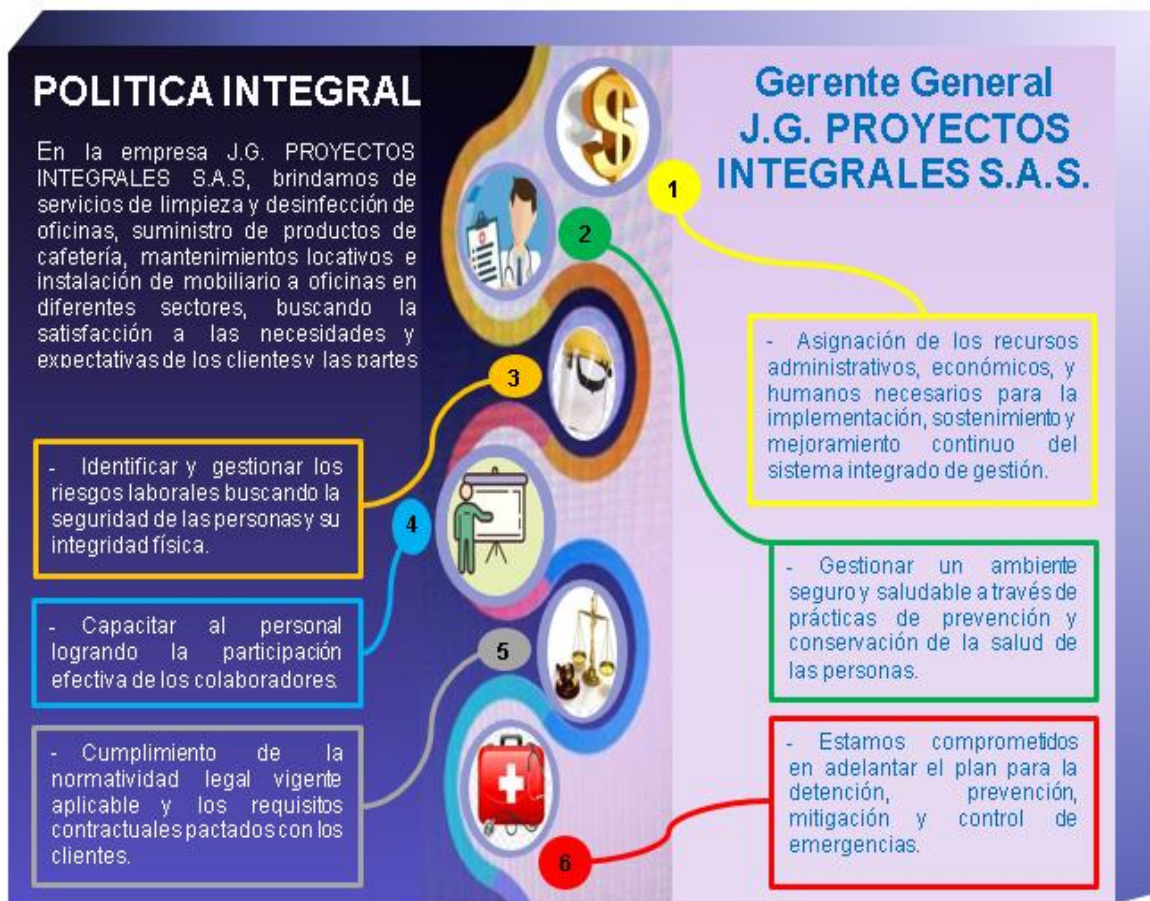 POLITICA INTEGRAL
En la empresa J.G. PROYECTOS
INTEGRALES S.A.S, brindamos de
servicios de limpieza y desinfección de
oficinas, suministro de productos de
cafetería, mantenimientos locativos e
instalación de mobiliario a oficinas en
diferentes sectores, buscando la
satisfacción a las necesidades y
expectativas de los clientes y las partes
Gerente General
J.G. PROYECTOS
INTEGRALES S.A.S.
1
- Asignación de los recursos
administrativos, económicos, y
humanos necesarios para la
implementación, sostenimiento y
mejoramiento continuo del
sistema integrado de gestión.
2
- Gestionar un ambiente
seguro y saludable a través de
prácticas de prevención y
conservación de la salud de
las personas.
3
- Identificar y gestionar los
riesgos laborales buscando la
seguridad de las personas y su
integridad física.
4
- Capacitar al personal
logrando la participación
efectiva de los colaboradores.
5
- Cumplimiento de la
normatividad legal vigente
aplicable y los requisitos
contractuales pactados con los
clientes.
6
- Estamos comprometidos
en adelantar el plan para la
detención, prevención,
mitigación y control de
emergencias.